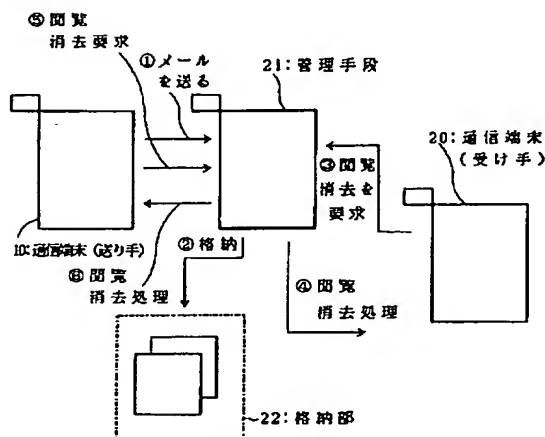 ⑤閲覧
消去要求
①メール
を送る
21:管理手段
20:通信端末
(受け手)
③閲覧
消去を
要求
10:通信端末(送り手)
②格納
⑥閲覧
消去処理
④閲覧
消去処理
22:格納部